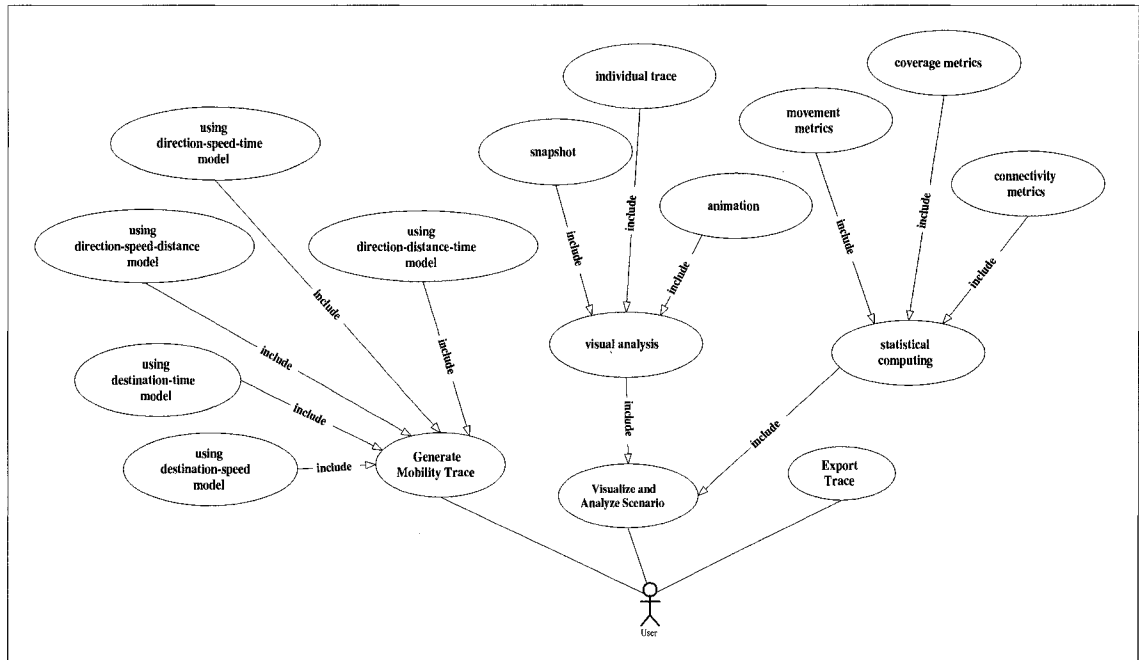 coverage metrics
individual trace
movement
metrics
using
direction-speed-time
model
snapshot
connectivity
metrics
animation
using
direction-speed-distance
model
using
direction-distance-time
model
include
include
include
include
include
include
include
visual analysis
statistical
computing
include
include
using
destination-time
model
include
include
include
using
destination-speed
model
include
Generate
Mobility Trace
Visualize and
Analyze Scenario
Export
Trace
User